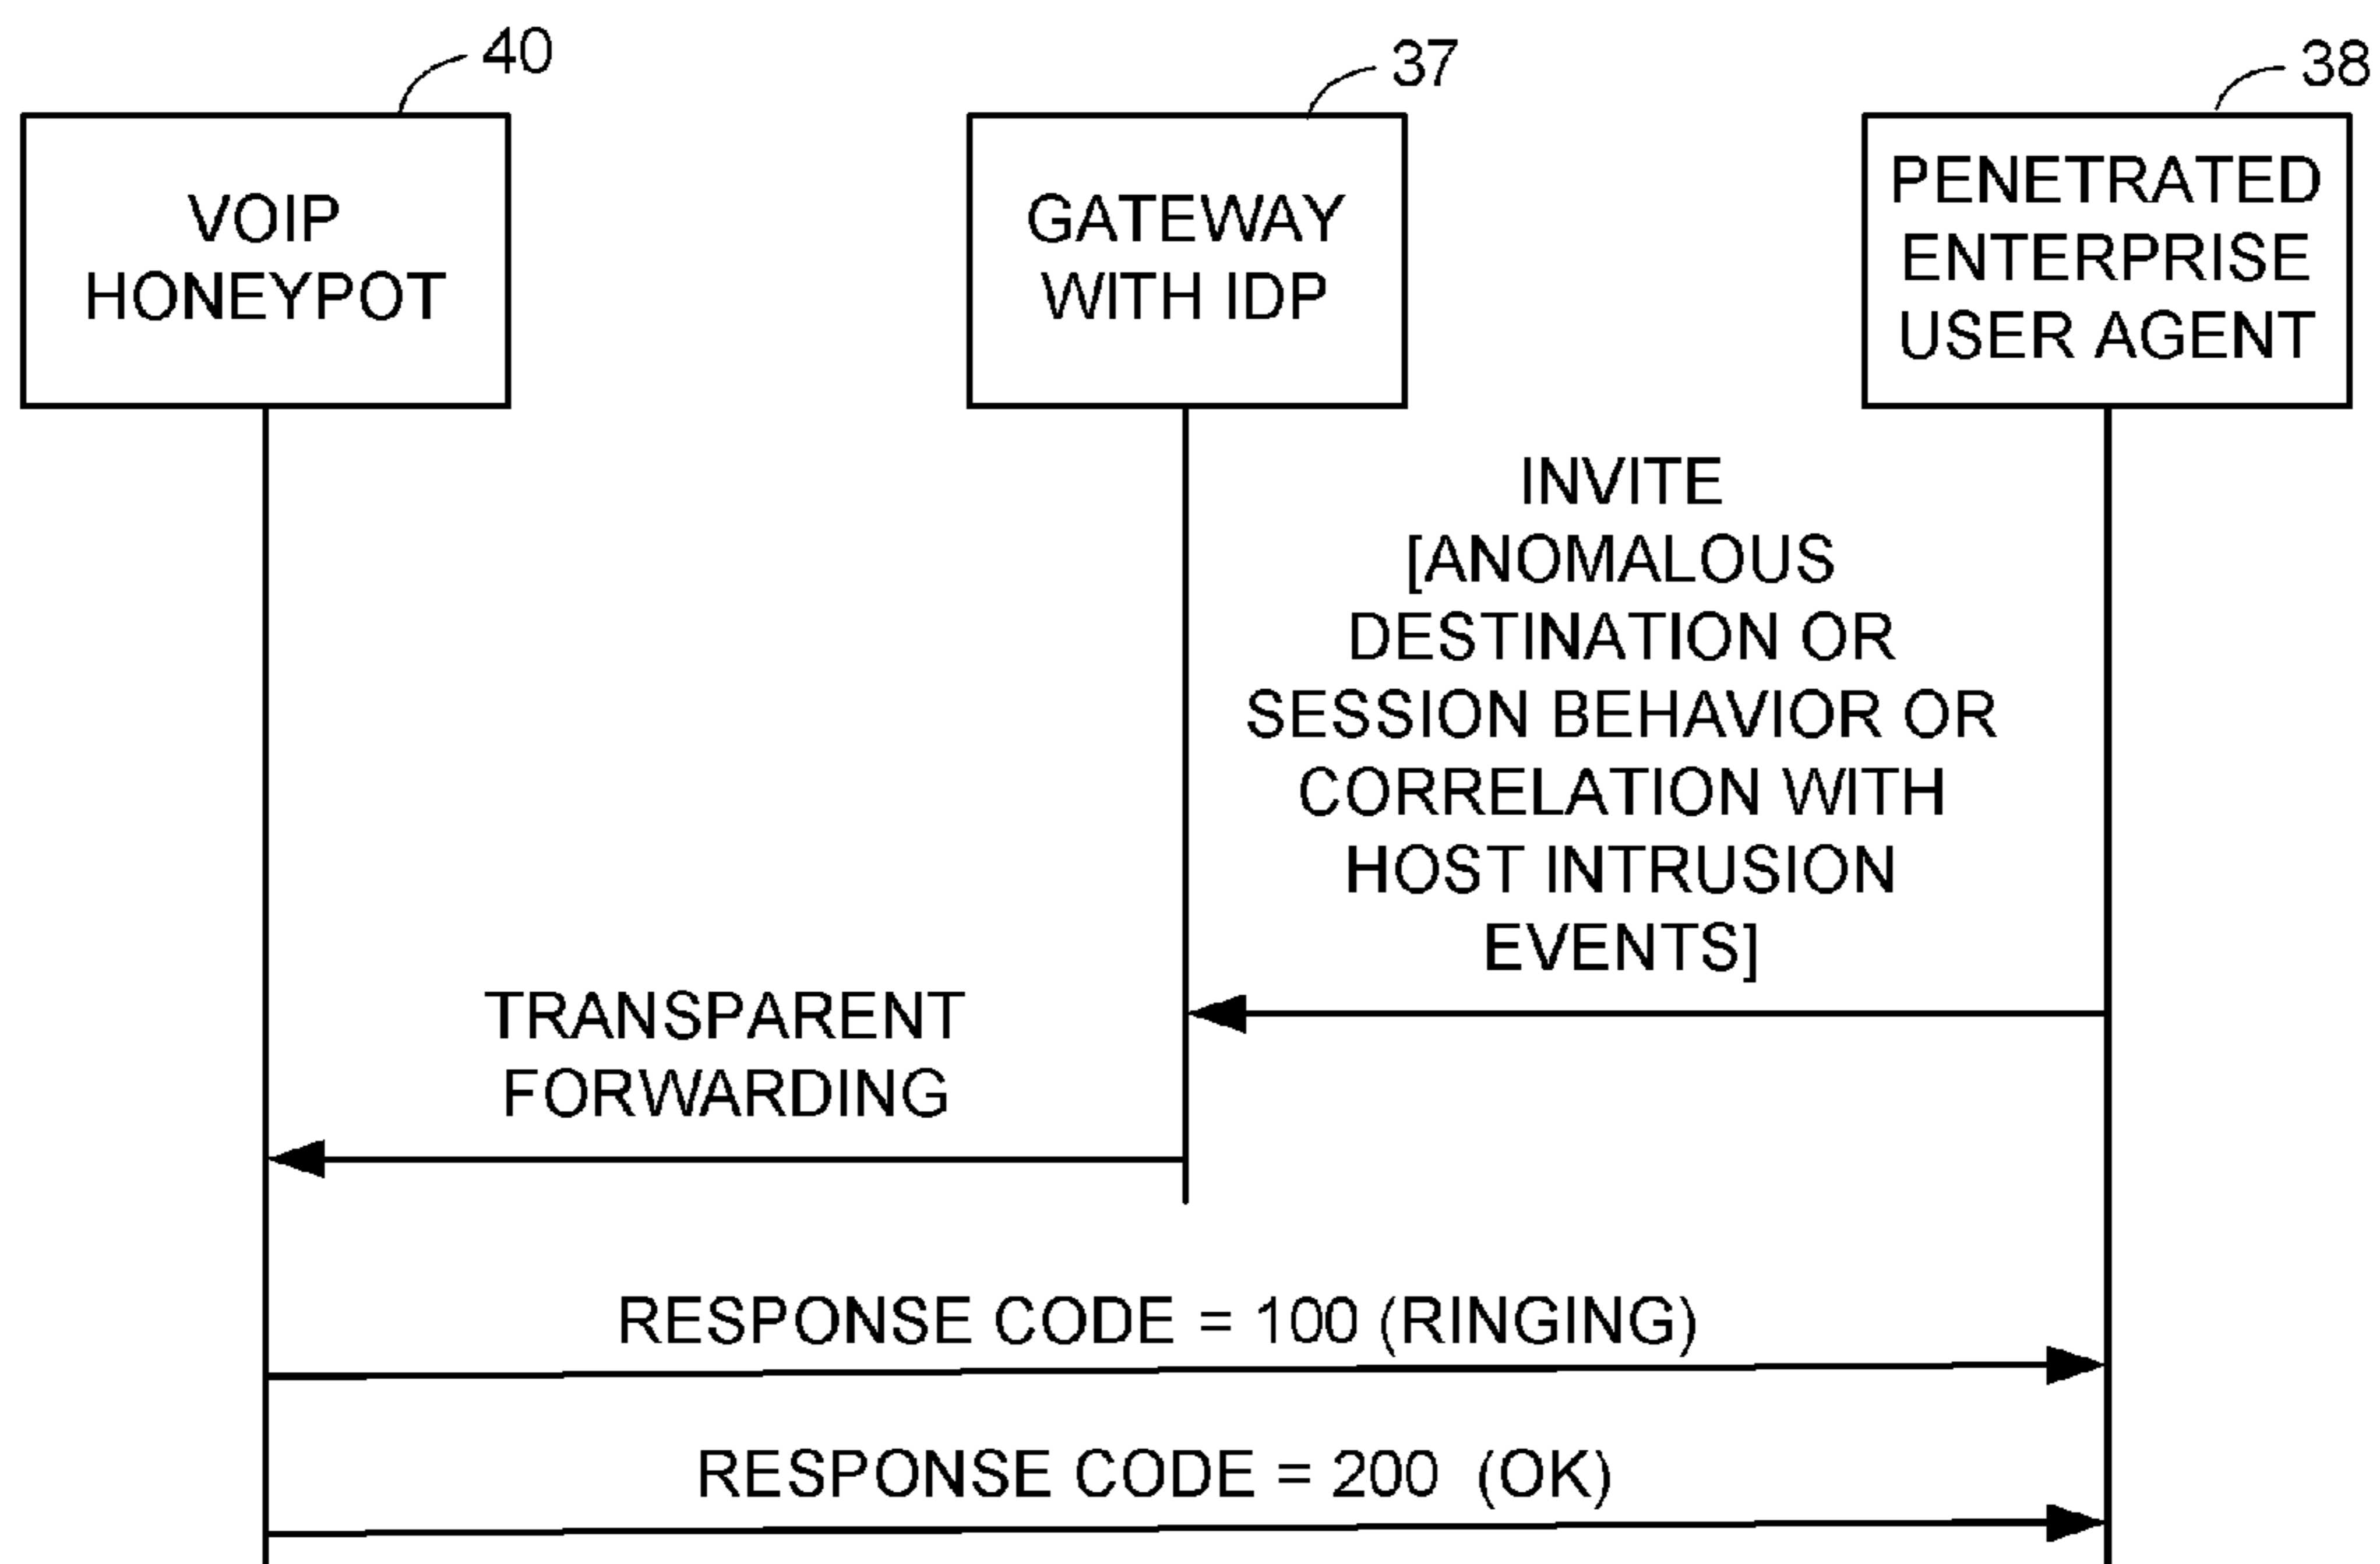 40
37
38
VOIP
HONEYPOT
GATEWAY
WITH IDP
PENETRATED
ENTERPRISE
USER AGENT
INVITE
[ANOMALOUS
DESTINATION OR
SESSION BEHAVIOR OR
CORRELATION WITH
HOST INTRUSION
EVENTS]
TRANSPARENT
FORWARDING
RESPONSE CODE = 100 (RINGING)
RESPONSE CODE = 200 (OK)